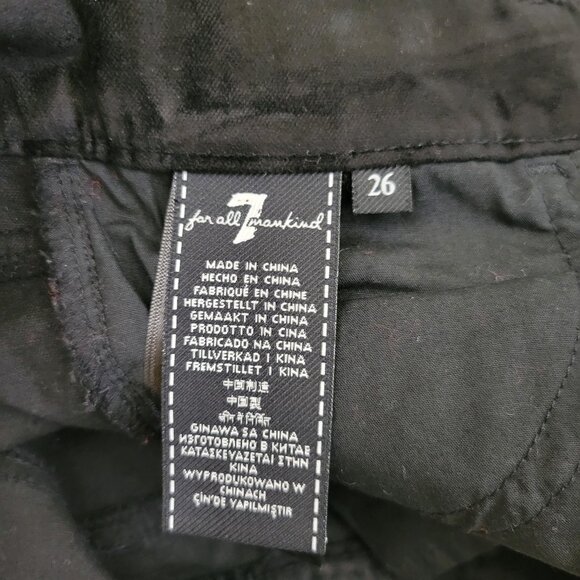 7
for all mankind
26
MADE IN CHINA
HECHO EN CHINA
FABRIQUÉ EN CHINE
HERGESTELLT IN CHINA
GEMAAKT IN CHINA
PRODOTTO IN CINA
FABRICADO NA CHINA
TILLVERKAD I KINA
FREMSTILLET I KINA
中国制造
中国製
GINAWA SA CHINA
ИЗГОТОВЛЕНО В КИТАЕ
ΚΑΤΑΣΚΕΥΑΖΕΤΑΙ ΣΤΗΝ
ΚΙΝΑ
WYPRODUKOWANO W
CHINACH
ÇİN'DE YAPILMIŞTIR